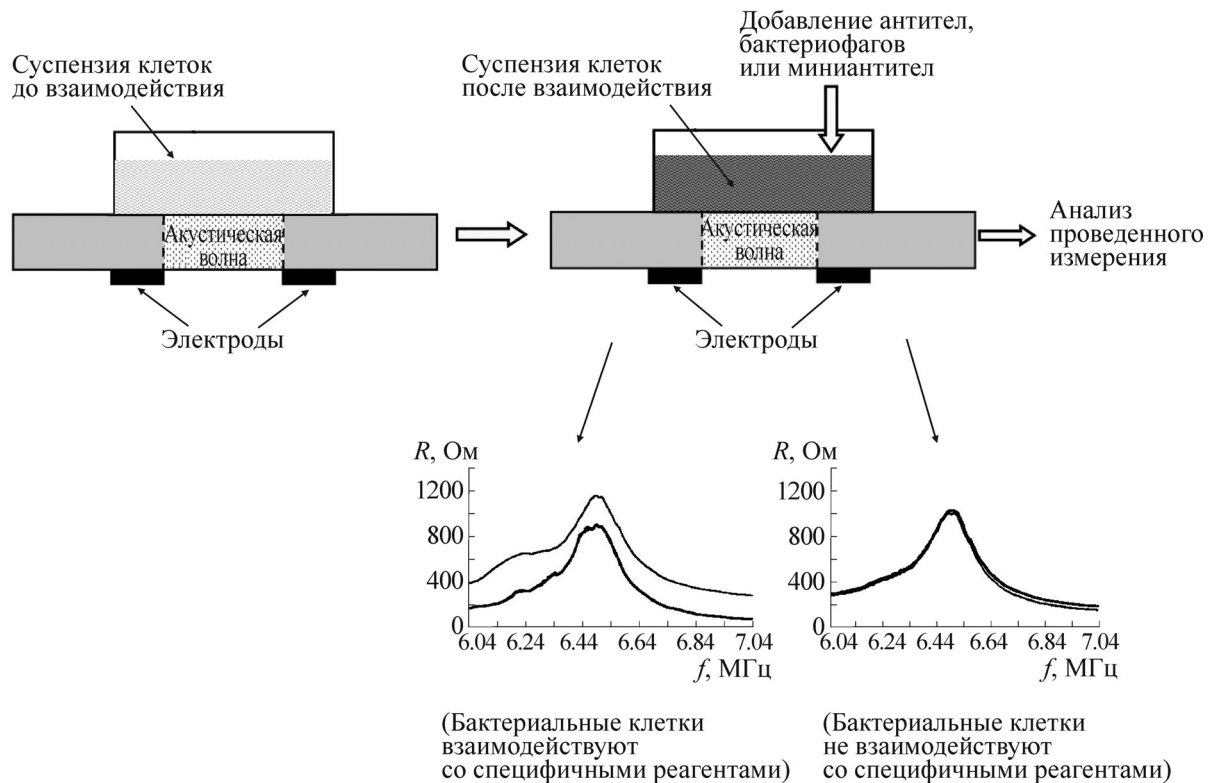 Суспензия клеток
до взаимодействия
Акустическая
волна
Электроды
Добавление антител,
бактериофагов
или миниантител
Суспензия клеток
после взаимодействия
Акустическая
волна
Электроды
Анализ
проведенного
измерения
R, Ом
1200
800
400
0
6.04 6.24 6.44 6.64 6.84 7.04
f, МГц
(Бактериальные клетки
взаимодействуют
со специфичными реагентами)
R, Ом
1200
800
400
0
6.04 6.24 6.44 6.64 6.84 7.04
f, МГц
(Бактериальные клетки
не взаимодействуют
со специфичными реагентами)